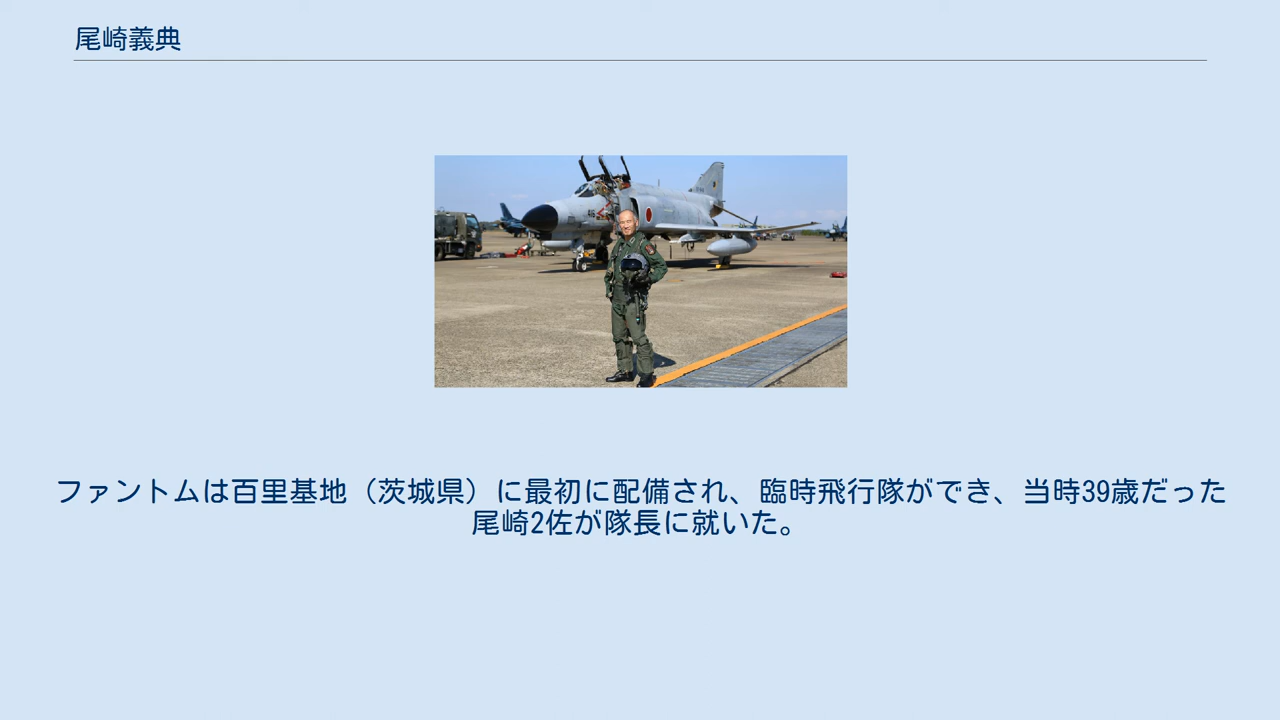 尾崎義典
ファントムは百里基地（茨城県）に最初に配備され、臨時飛行隊ができ、当時39歳だった
尾崎2佐が隊長に就いた。